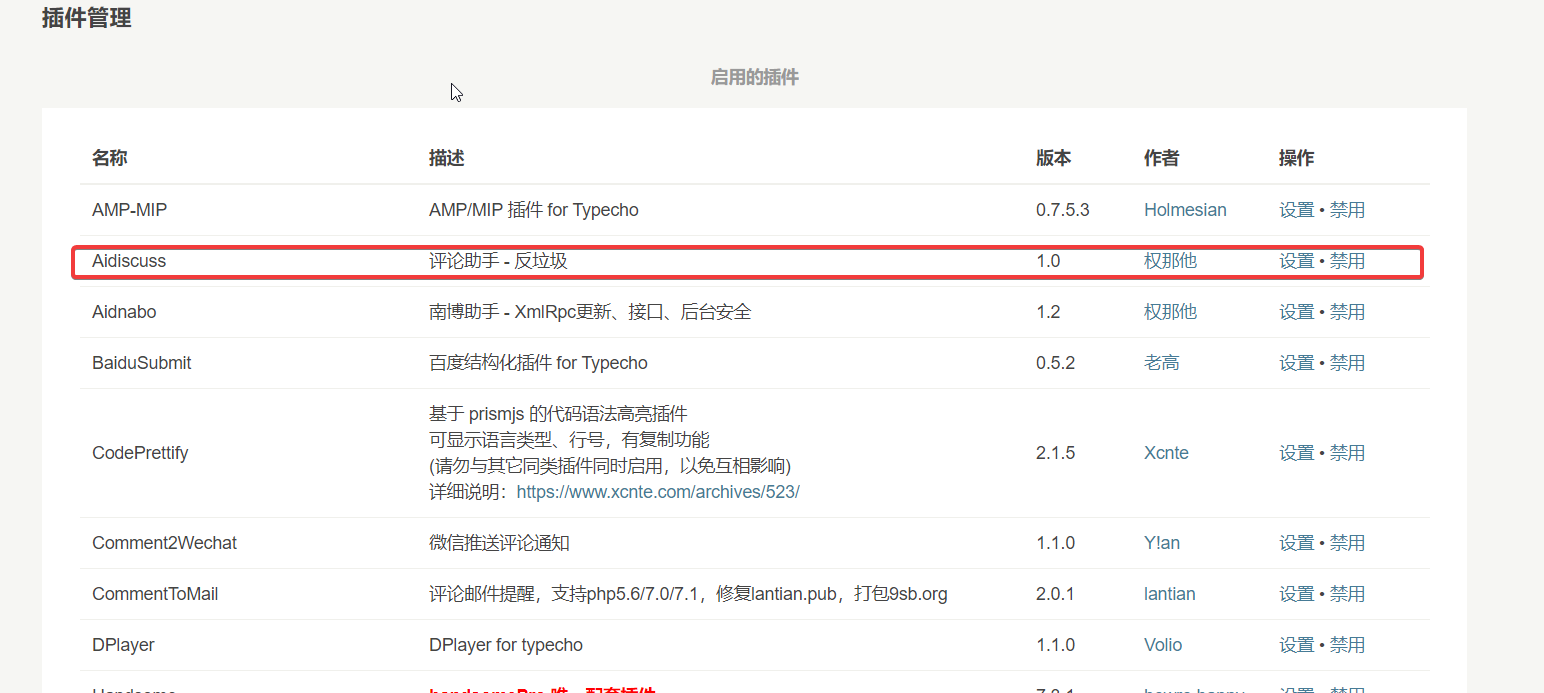 插件管理
启用的插件
名称 描述 版本 作者 操作
AMP-MIP AMP/MIP 插件 for Typecho 0.7.5.3 Holmesian 设置 • 禁用
Aidiscuss 评论助手 - 反垃圾 1.0 权那他 设置 • 禁用
Aidnabo 南博助手 - XmlRpc更新、接口、后台安全 1.2 权那他 设置 • 禁用
BaiduSubmit 百度结构化插件 for Typecho 0.5.2 老高 设置 • 禁用
基于 prismjs 的代码语法高亮插件
可显示语言类型、行号，有复制功能
CodePrettify 2.1.5 Xcnte 设置 • 禁用
(请勿与其它同类插件同时启用，以免互相影响)
详细说明：https://www.xcnte.com/archives/523/
Comment2Wechat 微信推送评论通知 1.1.0 Y!an 设置 • 禁用
CommentToMail 评论邮件提醒，支持php5.6/7.0/7.1，修复lantian.pub，打包9sb.org 2.0.1 lantian 设置 • 禁用
DPlayer DPlayer for typecho 1.1.0 Volio 设置 • 禁用